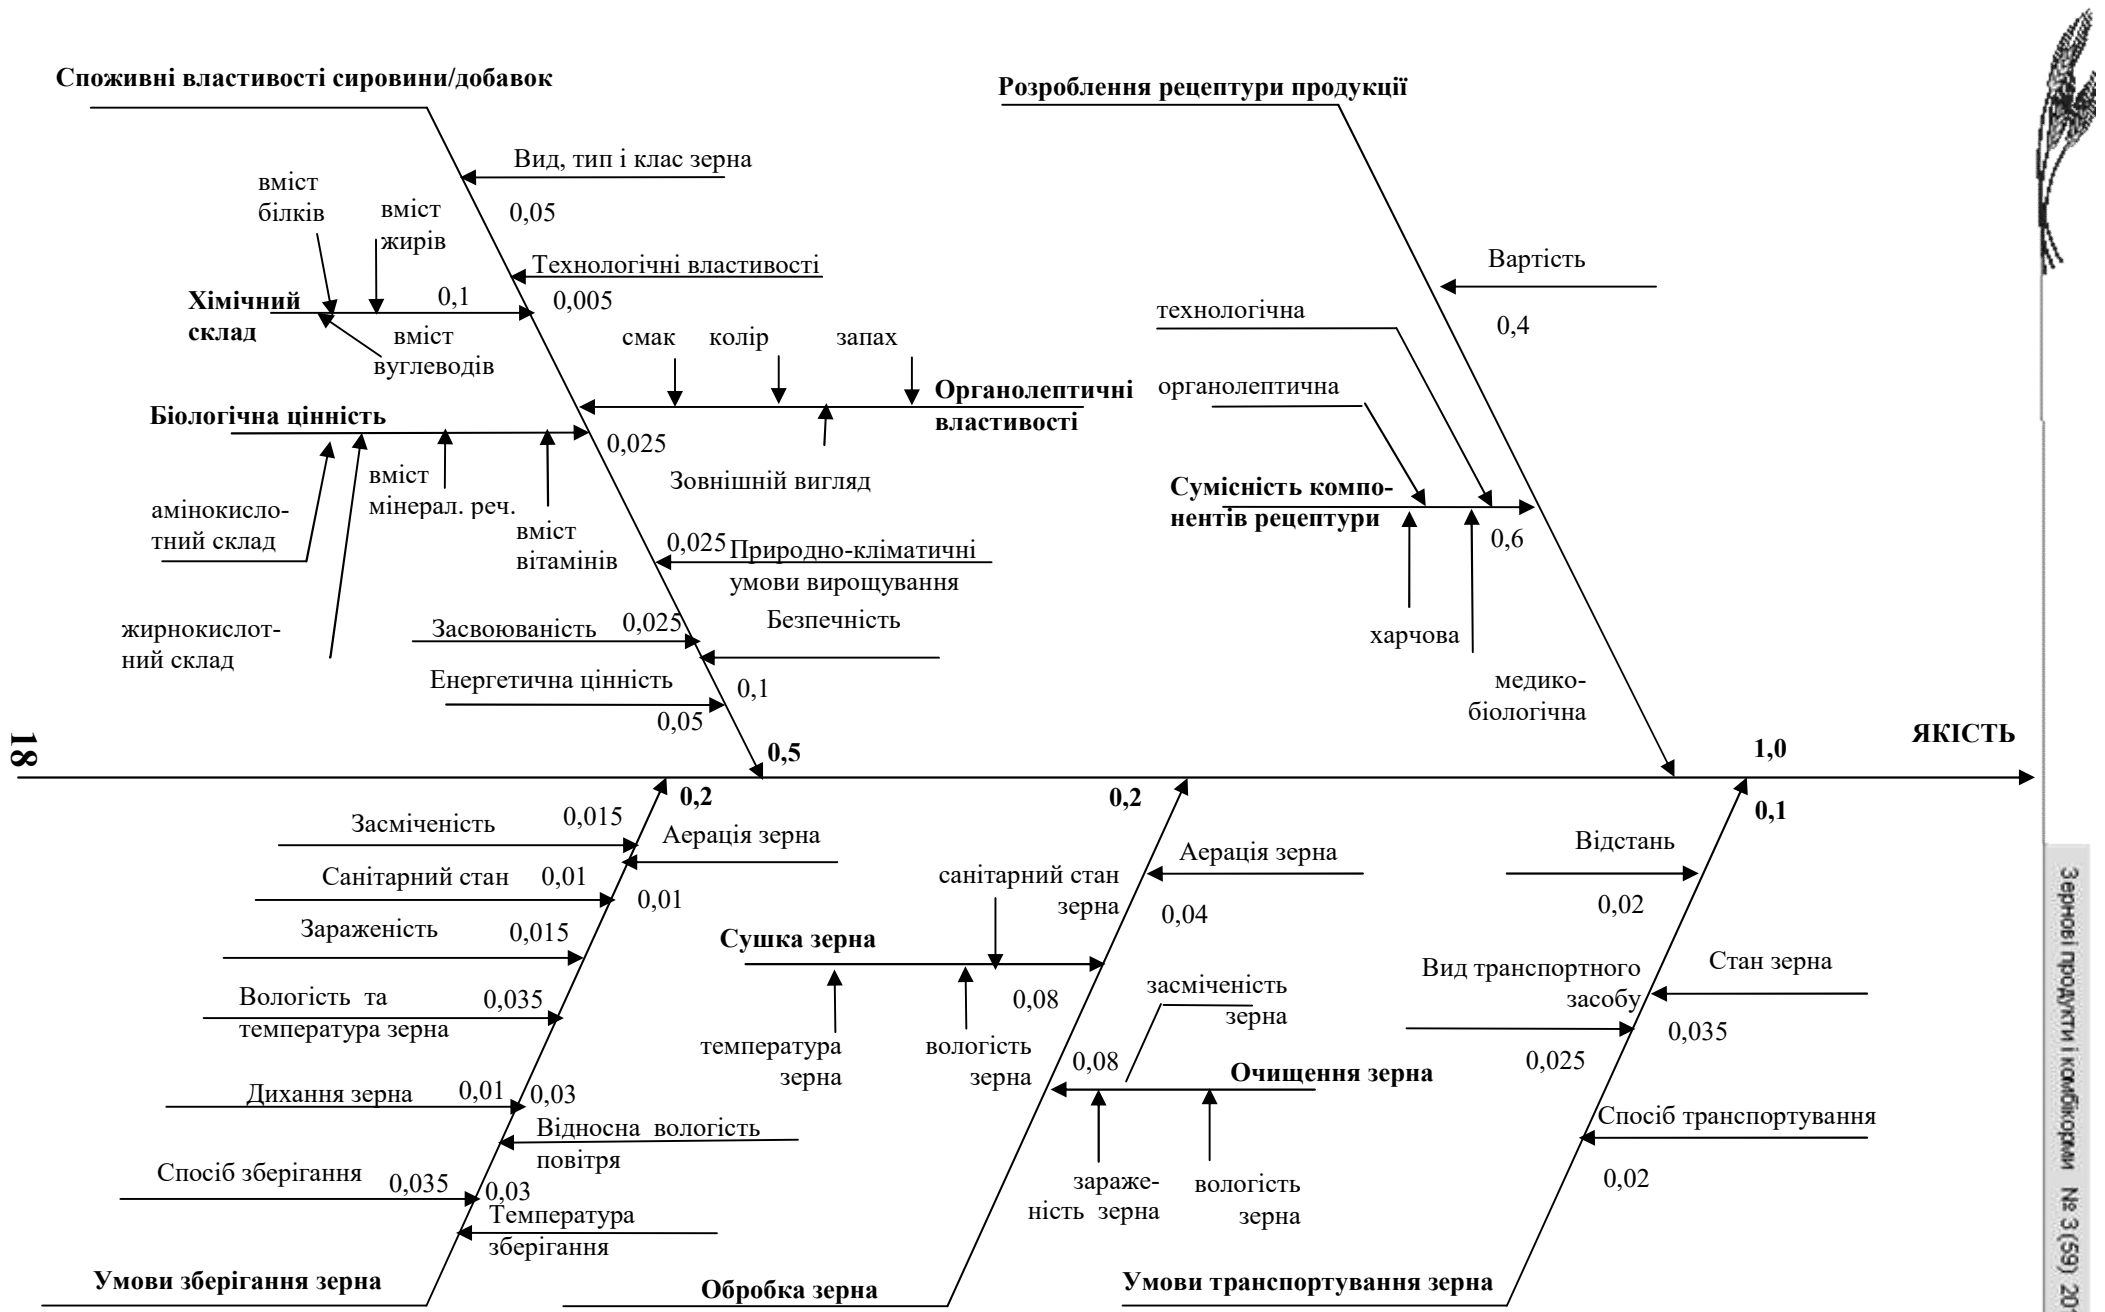 Споживні властивості сировини/добавок
Розроблення рецептури продукції
Вид, тип і клас зерна
0,05
вміст
білків
вміст
жирів
Технологічні властивості
0,005
Хімічний
склад
0,1
вміст
вуглеводів
смак
колір
запах
Органолептичні
властивості
Зовнішній вигляд
Біологічна цінність
0,025
амінокисло-
тний склад
жирнокислот-
ний склад
вміст
мінерал. реч.
вміст
вітамінів
0,025
Природно-кліматичні
умови вирощування
Засвоюваність
0,025
Безпечність
0,1
Енергетична цінність
0,05
0,5
Вартість
0,4
технологічна
органолептична
Сумісність компо-
нентів рецептури
0,6
харчова
медико-
біологічна
1,0
ЯКІСТЬ
18
0,2
0,2
0,1
Засміченість
0,015
Аерація зерна
0,01
Санітарний стан
0,01
Зараженість
0,015
Вологість та
температура зерна
0,035
Дихання зерна
0,01
0,03
Відносна вологість
повітря
Спосіб зберігання
0,035
0,03
Температура
зберігання
Умови зберігання зерна
Аерація зерна
0,04
санітарний стан
зерна
Сушка зерна
0,08
температура
зерна
вологість
зерна
засміченість
зерна
0,08
Очищення зерна
зараже-
ність зерна
вологість
зерна
Обробка зерна
Відстань
0,02
Стан зерна
0,035
Вид транспортного
засобу
0,025
Спосіб транспортування
0,02
Умови транспортування зерна
Зернові продукти і комбікорми № 3 (59) 20